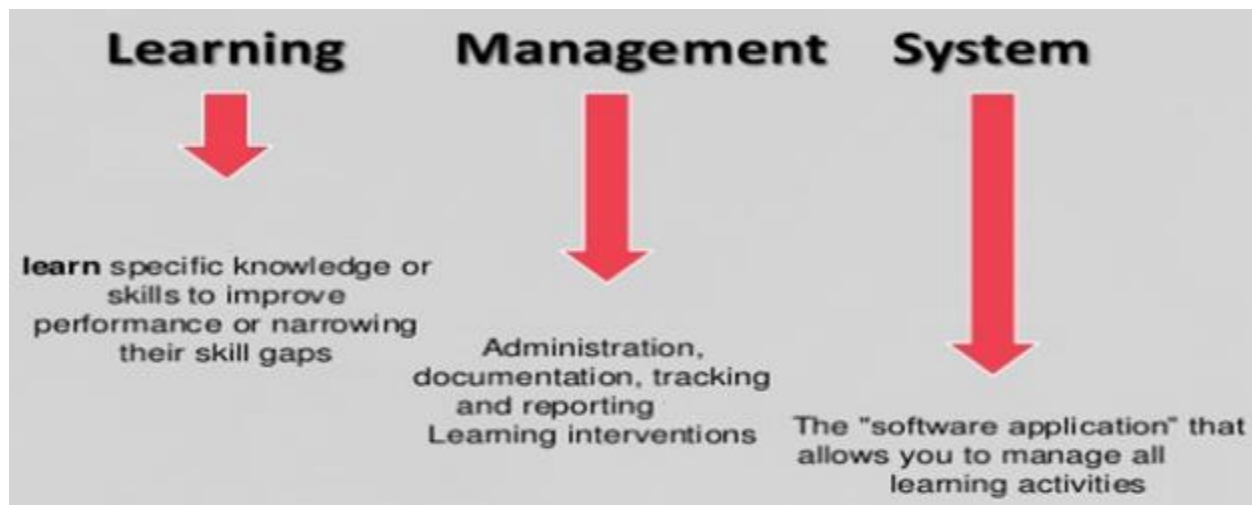 Learning Management System
learn specific knowledge or
skills to improve
performance or narrowing
their skill gaps
Administration,
documentation, tracking
and reporting
Learning interventions
The "software application" that
allows you to manage all
learning activities